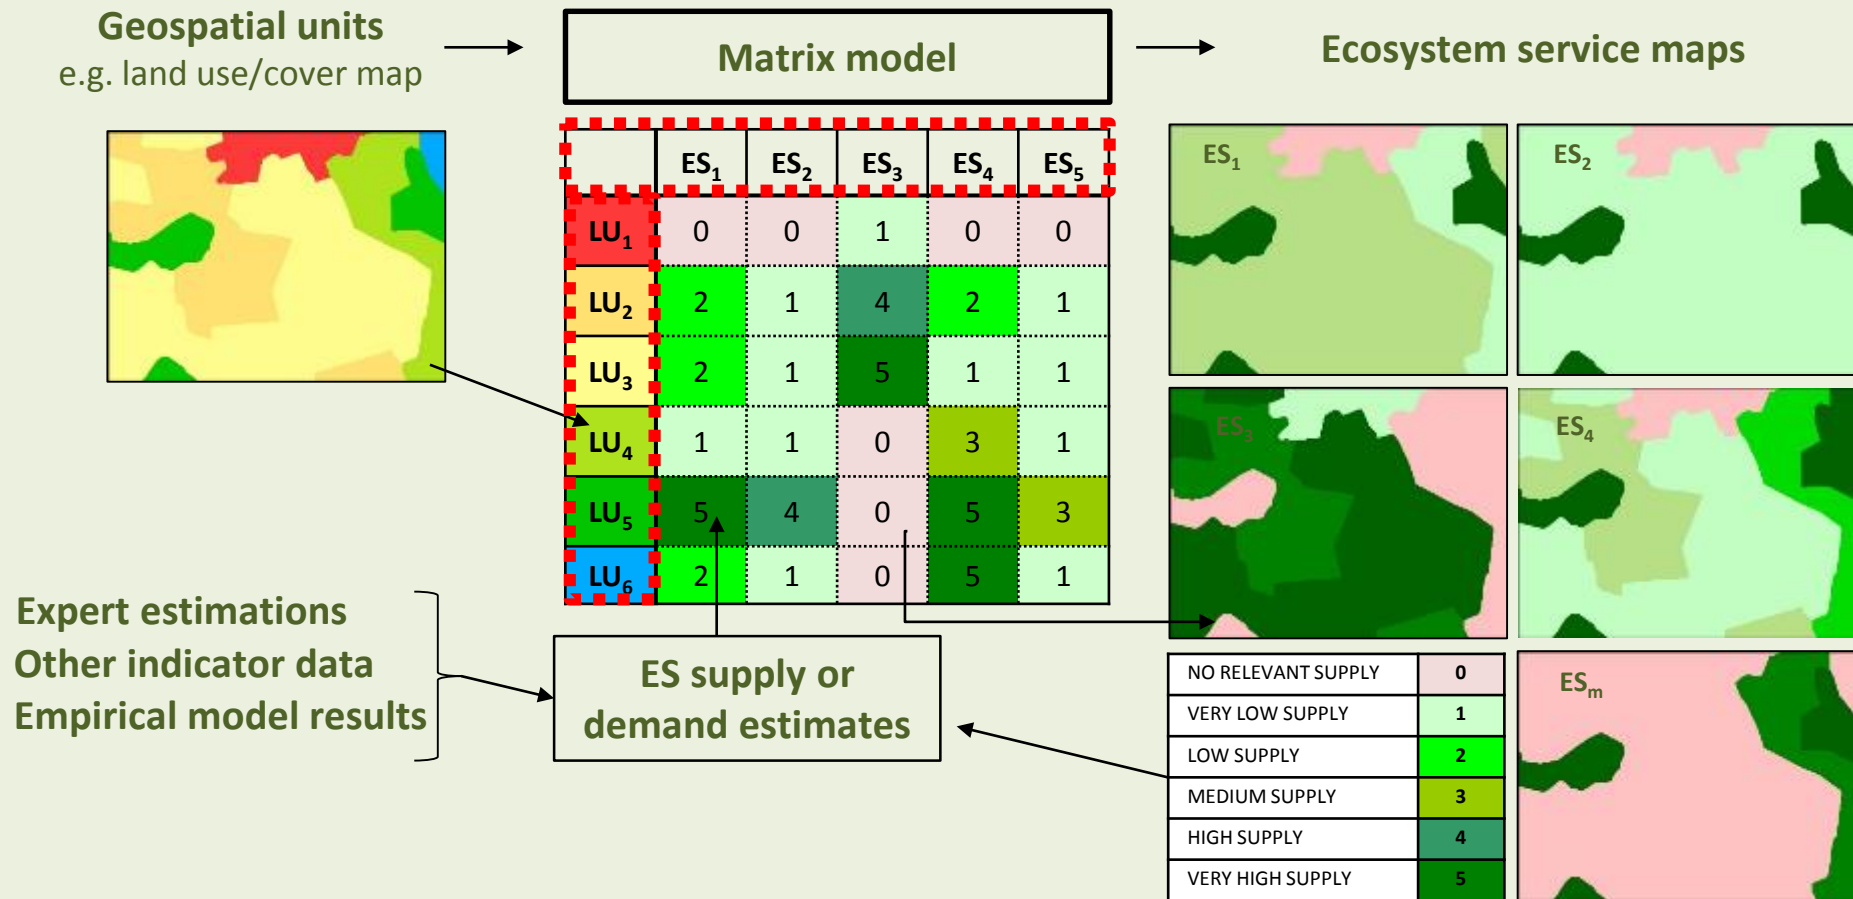 Geospatial units
e.g. land use/cover map
Matrix model
Ecosystem service maps
ES1 ES2 ES3 ES4 ES5
LU1 0 0 1 0 0
LU2 2 1 4 2 1
LU3 2 1 5 1 1
LU4 1 1 0 3 1
LU5 5 4 0 5 3
LU6 2 1 0 5 1
ES1
ES2
ES3
ES4
ESm
Expert estimations
Other indicator data
Empirical model results
ES supply or
demand estimates
NO RELEVANT SUPPLY 0
VERY LOW SUPPLY 1
LOW SUPPLY 2
MEDIUM SUPPLY 3
HIGH SUPPLY 4
VERY HIGH SUPPLY 5